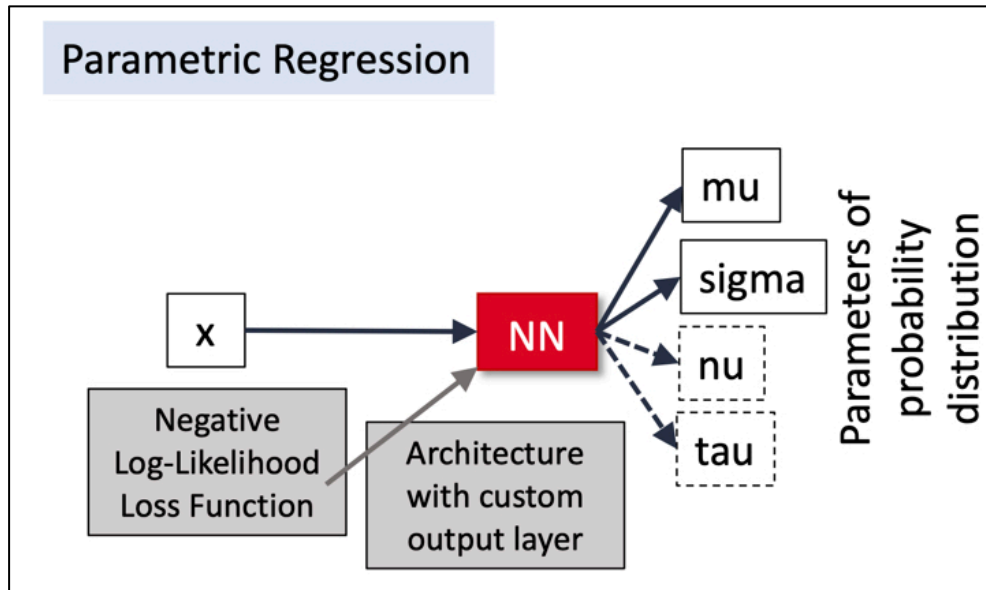 Parametric Regression
mu
sigma
x
NN
nu
tau
Negative
Log-Likelihood
Loss Function
Architecture
with custom
output layer
Parameters of
probability
distribution